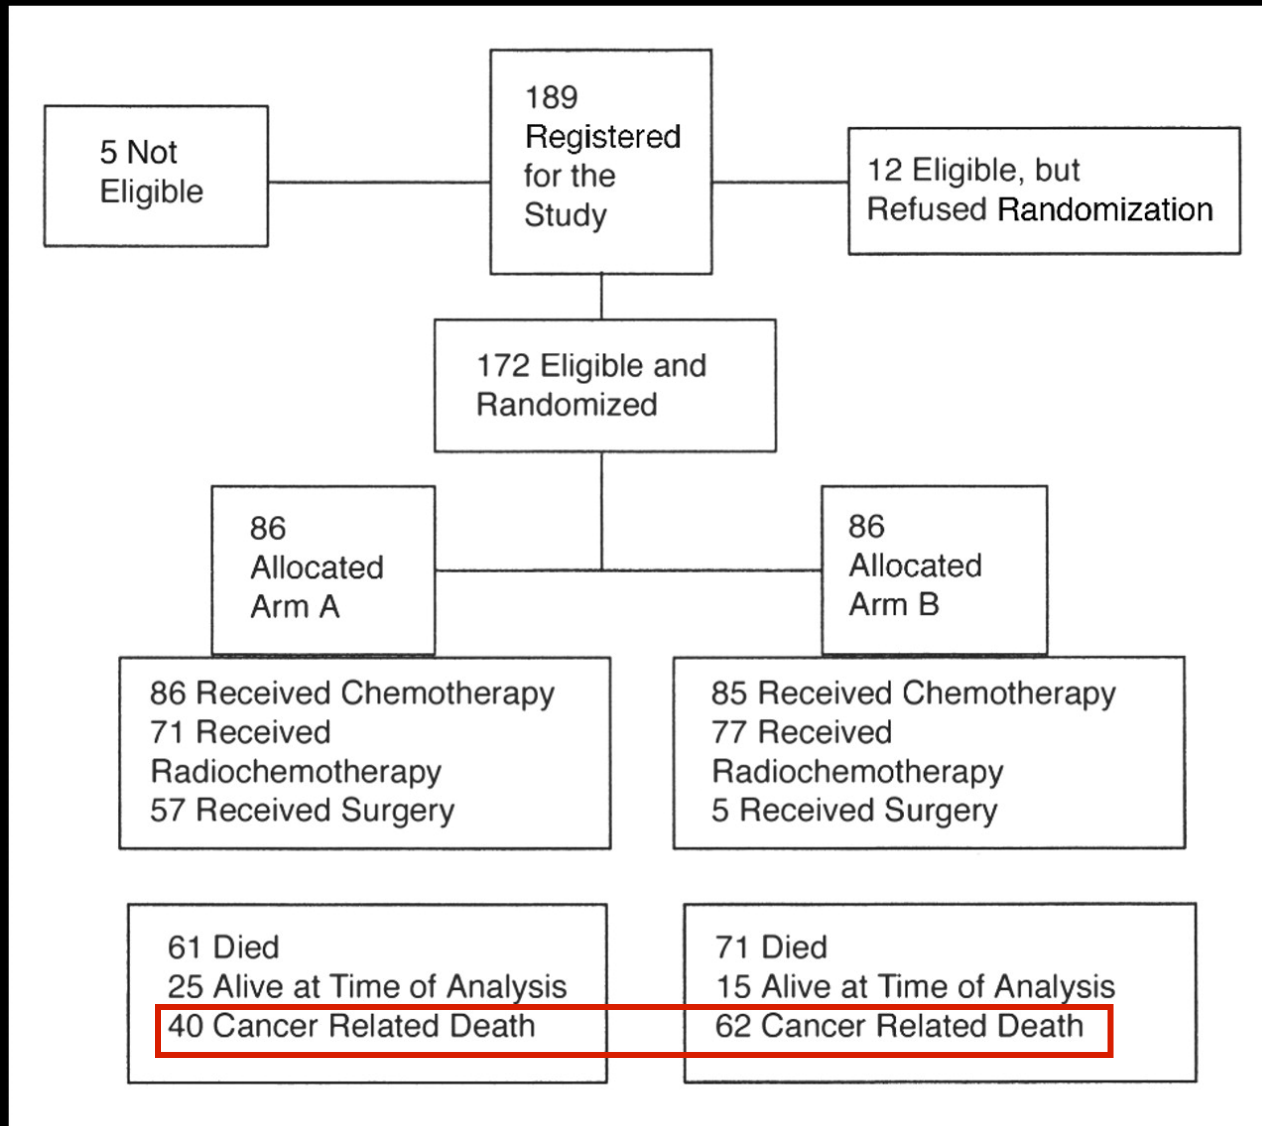 189
Registered
for the
Study
5 Not
Eligible
12 Eligible, but
Refused Randomization
172 Eligible and
Randomized
86
Allocated
Arm A
86
Allocated
Arm B
86 Received Chemotherapy
71 Received
Radiochemotherapy
57 Received Surgery
85 Received Chemotherapy
77 Received
Radiochemotherapy
5 Received Surgery
61 Died
25 Alive at Time of Analysis
40 Cancer Related Death
71 Died
15 Alive at Time of Analysis
62 Cancer Related Death